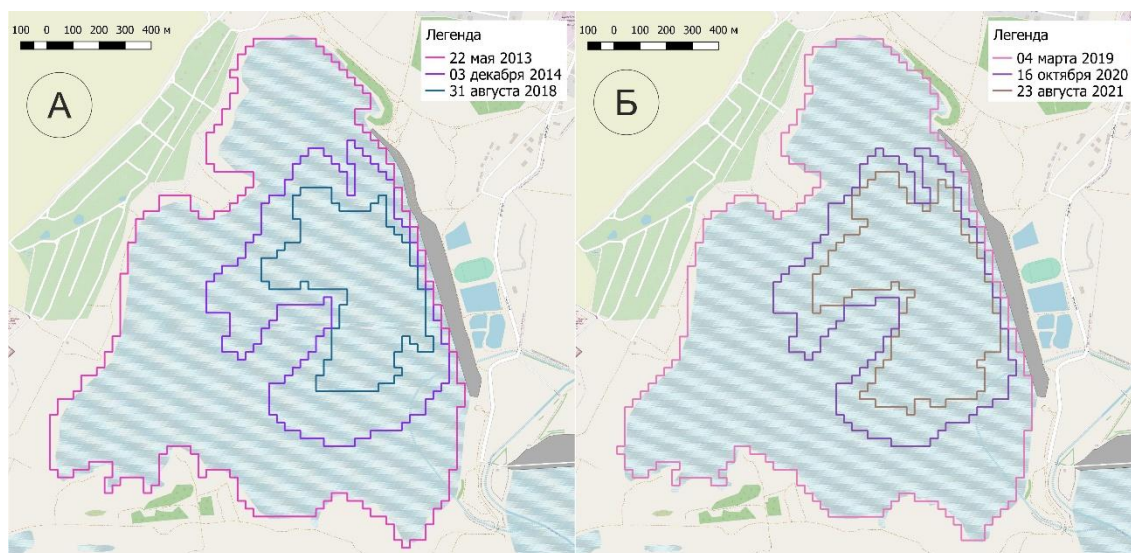 100 0 100 200 300 400 м
А
Легенда
22 мая 2013
03 декабря 2014
31 августа 2018
100 0 100 200 300 400 м
Б
Легенда
04 марта 2019
16 октября 2020
23 августа 2021